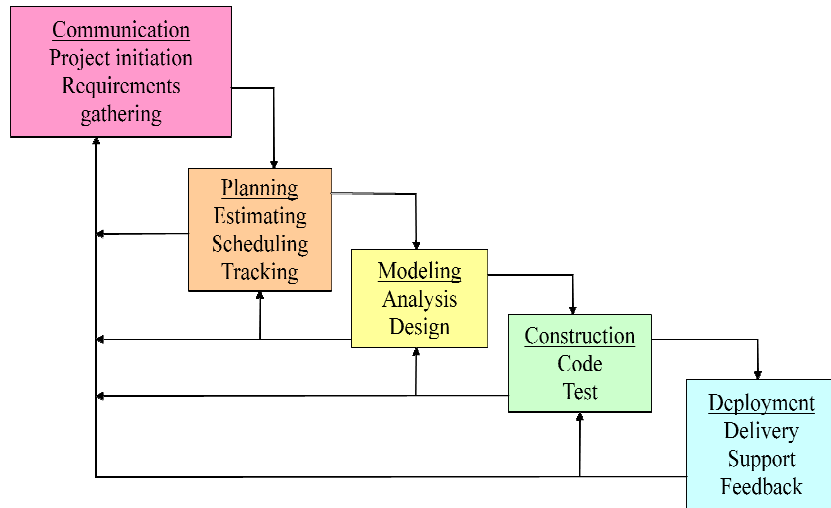 Communication
Project initiation
Requirements
gathering
Planning
Estimating
Scheduling
Tracking
Modeling
Analysis
Design
Construction
Code
Test
Deployment
Delivery
Support
Feedback